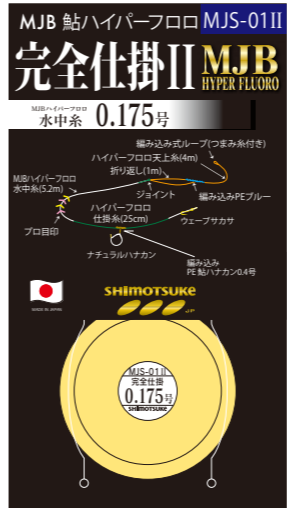 MJB 鮎ハイパーフロロ MJS-01II
完全仕掛II MJB
HYPER FLUORO
MJBハイパーフロロ
水中糸 0.175号
編み込み式ループ(つまみ糸付き)
ハイパーフロロ天上糸(4m)
折り返し(1m)
MJBハイパーフロロ
水中糸(5.2m)
ジョイント
編み込みPEブルー
ハイパーフロロ
仕掛糸(25cm)
ウェーブサカサ
プロ目印
ナチュラルハナカン
編み込み
PE 鮎ハナカン0.4号
MADE IN JAPAN
SHIMOTSUKE
.JP
MJS-01II
完全仕掛
0.175号
SHIMOTSUKE